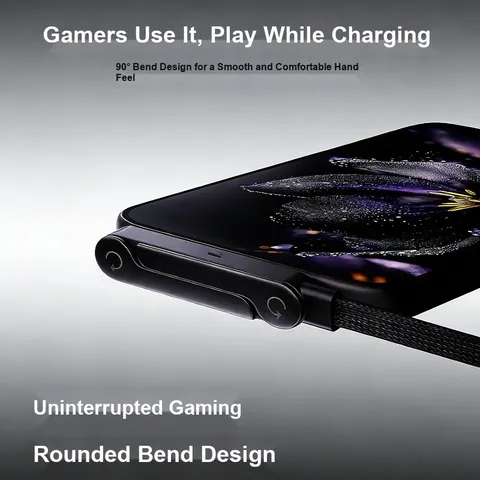 Gamers Use It, Play While Charging
90° Bend Design for a Smooth and Comfortable Hand
Feel
Uninterrupted Gaming
Rounded Bend Design